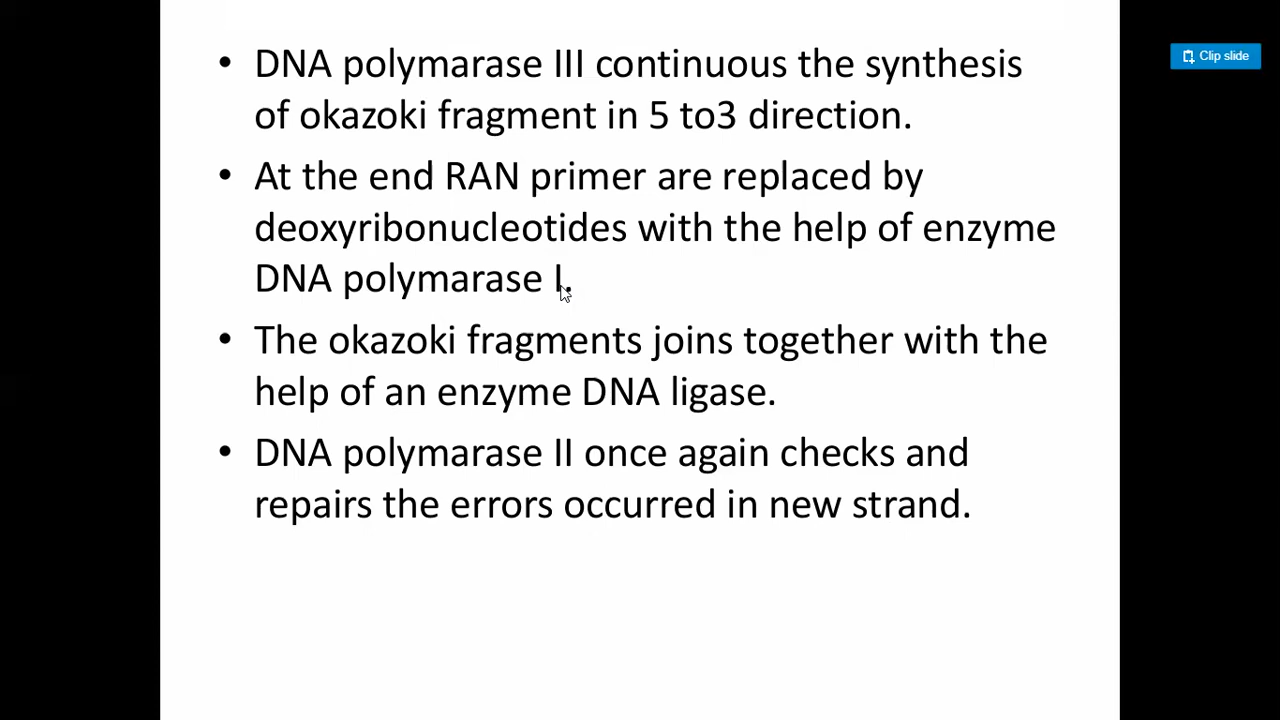 • DNA polymarase III continuous the synthesis
of okazoki fragment in 5 to3 direction.
• At the end RAN primer are replaced by
deoxyribonucleotides with the help of enzyme
DNA polymarase I.
• The okazoki fragments joins together with the
help of an enzyme DNA ligase.
• DNA polymarase II once again checks and
repairs the errors occurred in new strand.
Clip slide